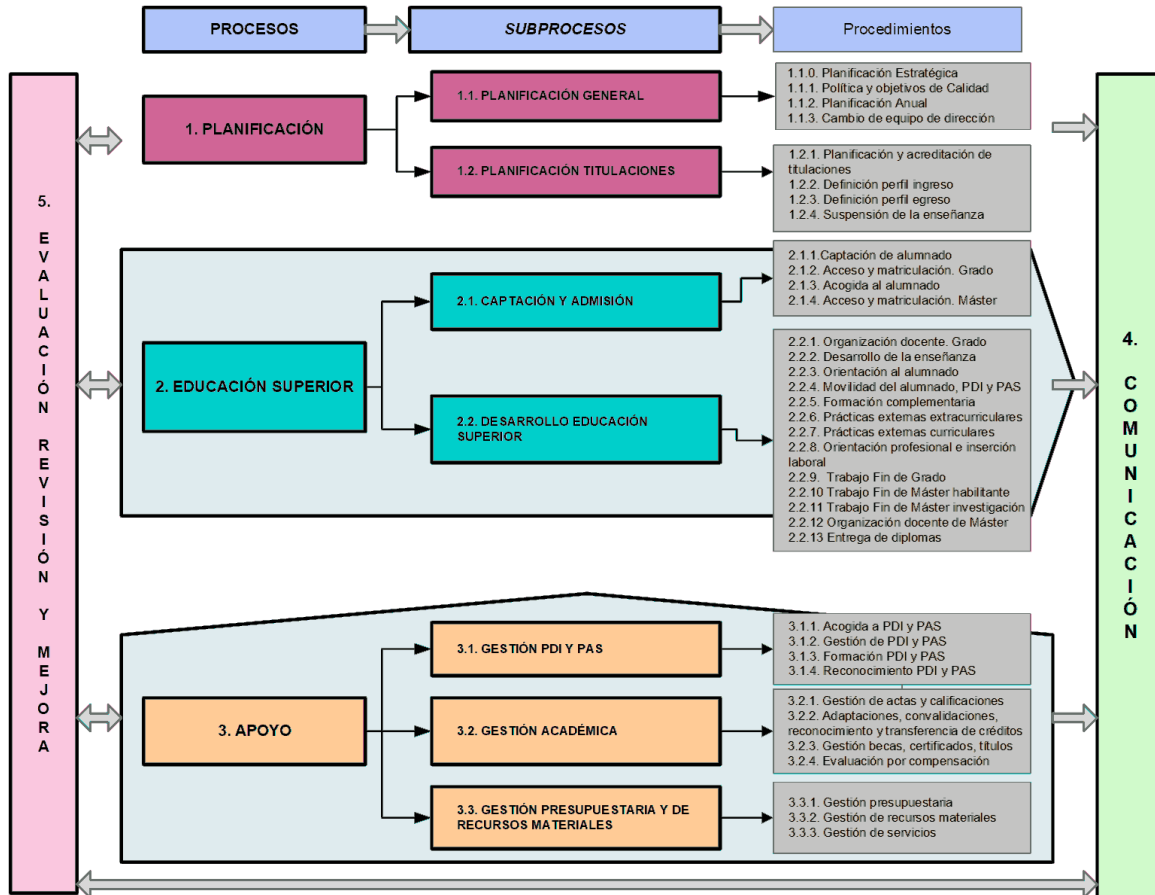 PROCESOS
SUBPROCESOS
Procedimientos
5.
EVALUACIÓN
REVISIÓN
Y
MEJORA
1. PLANIFICACIÓN
1.1. PLANIFICACIÓN GENERAL
1.1.0. Planificación Estratégica
1.1.1. Política y objetivos de Calidad
1.1.2. Planificación Anual
1.1.3. Cambio de equipo de dirección
1.2. PLANIFICACIÓN TITULACIONES
1.2.1. Planificación y acreditación de
titulaciones
1.2.2. Definición perfil ingreso
1.2.3. Definición perfil egreso
1.2.4. Suspensión de la enseñanza
2. EDUCACIÓN SUPERIOR
2.1. CAPTACIÓN Y ADMISIÓN
2.1.1.Captación de alumnado
2.1.2. Acceso y matriculación. Grado
2.1.3. Acogida al alumnado
2.1.4. Acceso y matriculación. Máster
2.2. DESARROLLO EDUCACIÓN
SUPERIOR
2.2.1. Organización docente. Grado
2.2.2. Desarrollo de la enseñanza
2.2.3. Orientación al alumnado
2.2.4. Movilidad del alumnado, PDI y PAS
2.2.5. Formación complementaria
2.2.6. Prácticas externas extracurriculares
2.2.7. Prácticas externas curriculares
2.2.8. Orientación profesional e inserción
laboral
2.2.9. Trabajo Fin de Grado
2.2.10 Trabajo Fin de Máster habilitante
2.2.11 Trabajo Fin de Máster investigación
2.2.12 Organización docente de Máster
2.2.13 Entrega de diplomas
3. APOYO
3.1. GESTIÓN PDI Y PAS
3.1.1. Acogida a PDI y PAS
3.1.2. Gestión de PDI y PAS
3.1.3. Formación PDI y PAS
3.1.4. Reconocimiento PDI y PAS
3.2. GESTIÓN ACADÉMICA
3.2.1. Gestión de actas y calificaciones
3.2.2. Adaptaciones, convalidaciones,
reconocimiento y transferencia de créditos
3.2.3. Gestión becas, certificados, títulos
3.2.4. Evaluación por compensación
3.3. GESTIÓN PRESUPUESTARIA Y DE
RECURSOS MATERIALES
3.3.1. Gestión presupuestaria
3.3.2. Gestión de recursos materiales
3.3.3. Gestión de servicios
4.
COMUNICACIÓN